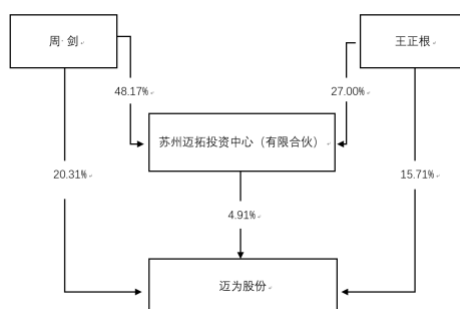 周 剑
王正根
48.17%
27.00%
苏州迈拓投资中心（有限合伙）
20.31%
15.71%
4.91%
迈为股份